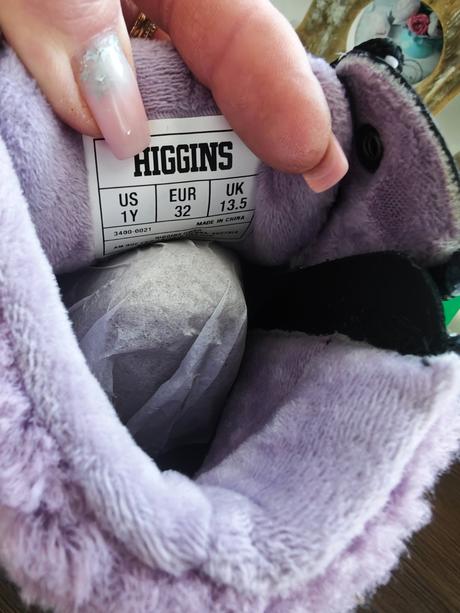 HIGGINS
US EUR UK
1Y 32 13.5
3400-0021 MADE IN CHINA